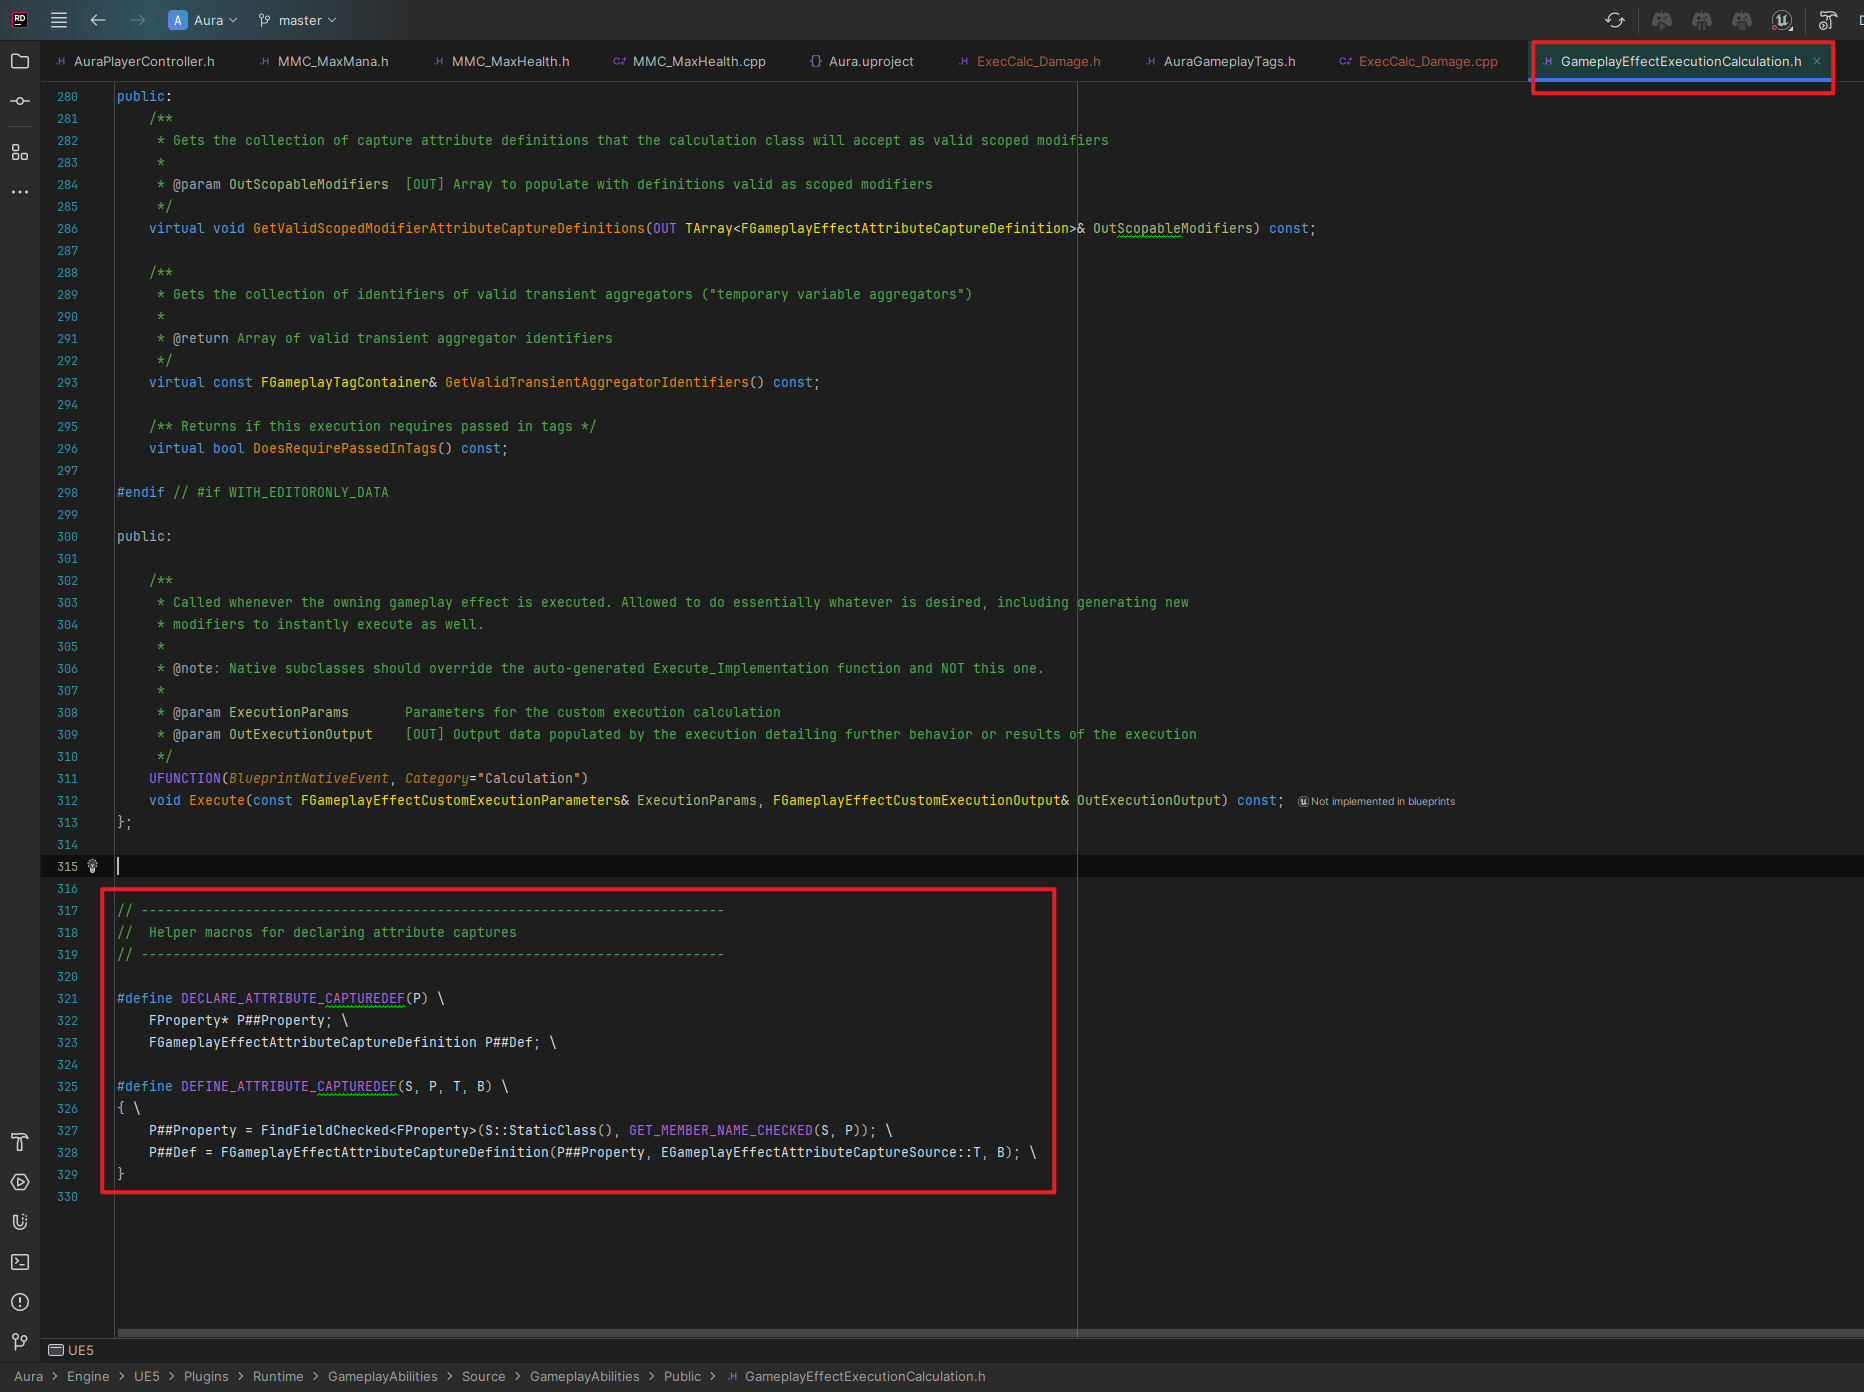 RD A Aura master
AuraPlayerController.h MMC_MaxMana.h MMC_MaxHealth.h MMC_MaxHealth.cpp Aura.uproject ExecCalc_Damage.h AuraGameplayTags.h ExecCalc_Damage.cpp GameplayEffectExecutionCalculation.h
280 public:
281 /**
282 * Gets the collection of capture attribute definitions that the calculation class will accept as valid scoped modifiers
283 *
284 * @param OutScopableModifiers [OUT] Array to populate with definitions valid as scoped modifiers
285 */
286 virtual void GetValidScopedModifierAttributeCaptureDefinitions(OUT TArray<FGameplayEffectAttributeCaptureDefinition>& OutScopableModifiers) const;
287
288 /**
289 * Gets the collection of identifiers of valid transient aggregators ("temporary variable aggregators")
290 *
291 * @return Array of valid transient aggregator identifiers
292 */
293 virtual const FGameplayTagContainer& GetValidTransientAggregatorIdentifiers() const;
294
295 /** Returns if this execution requires passed in tags */
296 virtual bool DoesRequirePassedInTags() const;
297
298 #endif // #if WITH_EDITORONLY_DATA
299
300 public:
301
302 /**
303 * Called whenever the owning gameplay effect is executed. Allowed to do essentially whatever is desired, including generating new
304 * modifiers to instantly execute as well.
305 *
306 * @note: Native subclasses should override the auto-generated Execute_Implementation function and NOT this one.
307 *
308 * @param ExecutionParams Parameters for the custom execution calculation
309 * @param OutExecutionOutput [OUT] Output data populated by the execution detailing further behavior or results of the execution
310 */
311 UFUNCTION(BlueprintNativeEvent, Category="Calculation")
312 void Execute(const FGameplayEffectCustomExecutionParameters& ExecutionParams, FGameplayEffectCustomExecutionOutput& OutExecutionOutput) const; Not implemented in blueprints
313 };
314
315
316
317 // -------------------------------------------------------------------------
318 // Helper macros for declaring attribute captures
319 // -------------------------------------------------------------------------
320
321 #define DECLARE_ATTRIBUTE_CAPTUREDEF(P) \
322 FProperty* P##Property; \
323 FGameplayEffectAttributeCaptureDefinition P##Def; \
324
325 #define DEFINE_ATTRIBUTE_CAPTUREDEF(S, P, T, B) \
326 { \
327 P##Property = FindFieldChecked<FProperty>(S::StaticClass(), GET_MEMBER_NAME_CHECKED(S, P)); \
328 P##Def = FGameplayEffectAttributeCaptureDefinition(P##Property, EGameplayEffectAttributeCaptureSource::T, B); \
329 }
330
UE5
Aura > Engine > UE5 > Plugins > Runtime > GameplayAbilities > Source > GameplayAbilities > Public > GameplayEffectExecutionCalculation.h